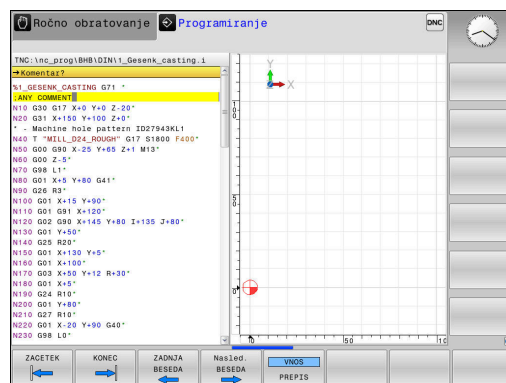 Ročno obratovanje
Programiranje
DNC
TNC:\nc_prog\BHB\DIN\1_Gesenk_casting.i
→Komentar?
%1_GESENK_CASTING G71 *
;ANY COMMENT
N10 G30 G17 X+0 Y+0 Z-20*
N20 G31 X+150 Y+100 Z+0*
* - Machine hole pattern ID27943KL1
N40 T "MILL_D24_ROUGH" G17 S1800 F400*
N50 G00 G90 X-25 Y+65 Z+1 M13*
N60 G00 Z-5*
N70 G98 L1*
N80 G01 X+5 Y+80 G41*
N90 G26 R3*
N100 G01 X+15 Y+90*
N110 G01 G91 X+120*
N120 G02 G90 X+145 Y+80 I+135 J+80*
N130 G01 Y+50*
N140 G25 R20*
N150 G01 X+130 Y+5*
N160 G01 X+100*
N170 G03 X+50 Y+12 R+30*
N180 G01 X+5*
N190 G24 R10*
N200 G01 Y+80*
N210 G27 R10*
N220 G01 X-20 Y+90 G40*
N230 G98 L0*
Y
X
100
50
0
0
50
10
ZACETEK
KONEC
ZADNJA
BESEDA
Nasled.
BESEDA
VNOS
PREPIS